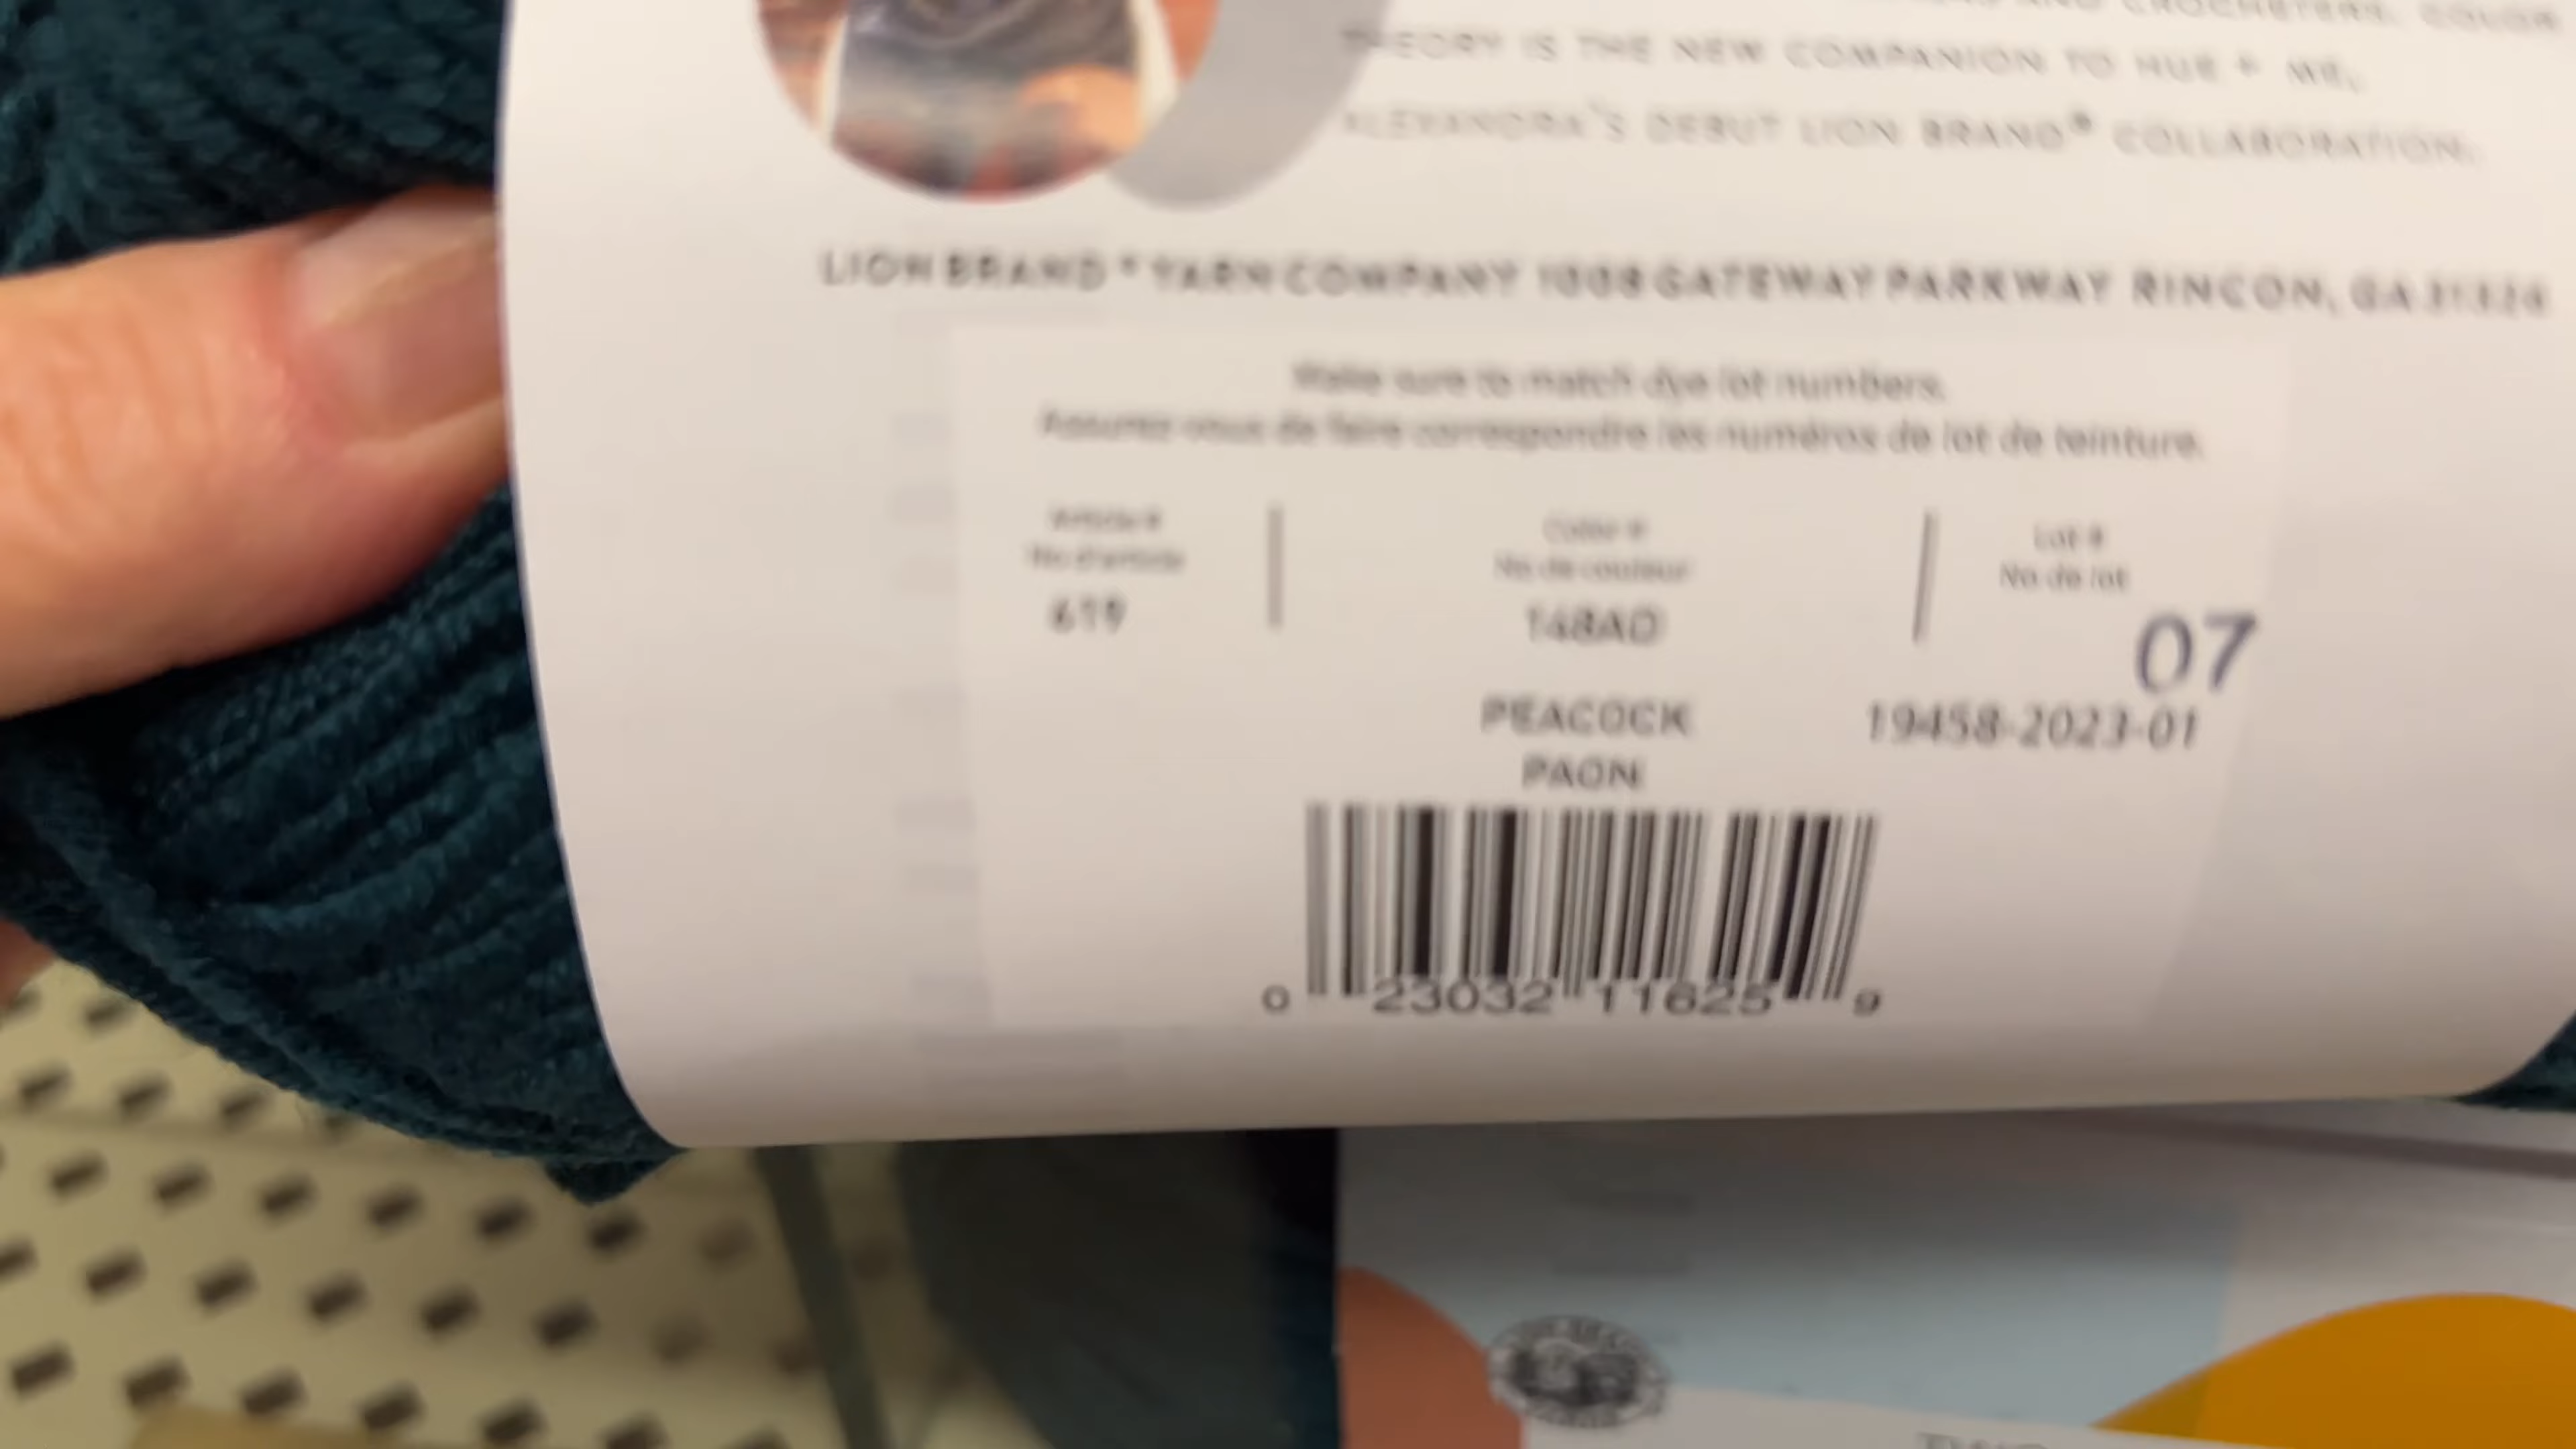 CROCHETERS. COLOR
THEORY IS THE NEW COMPANION TO HUE + ME,
ALEXANDRA'S DEBUT LION BRAND® COLLABORATION.
LION BRAND® YARN COMPANY 1008 GATEWAY PARKWAY RINCON, GA 31326
Make sure to match dye lot numbers.
Assurez-vous de faire correspondre les numéros de lot de teinture.
Article #
No d'article
619
Color #
No de couleur
148AD
PEACOCK
PAON
Lot #
No de lot
07
19458-2023-01
0 23032 11625 9